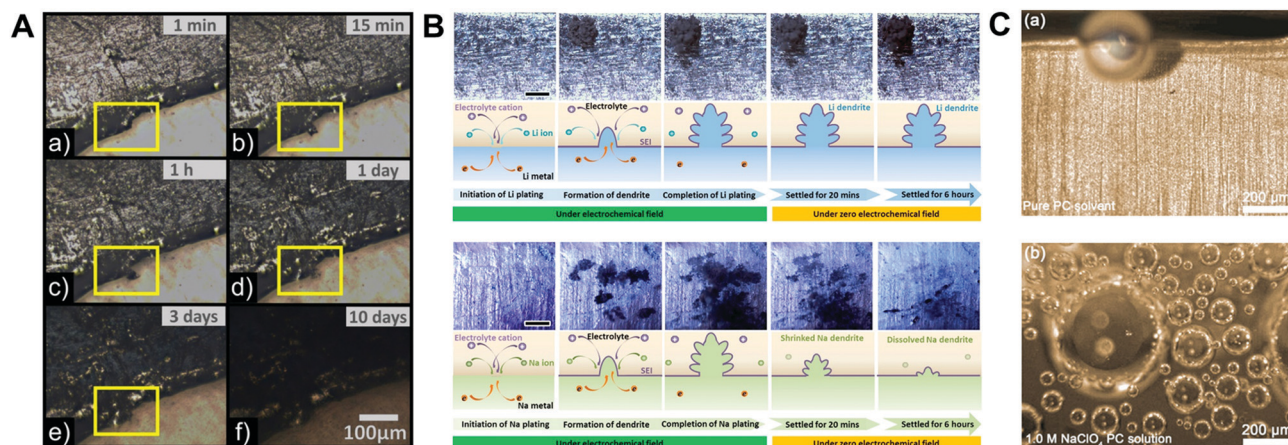 A
1 min
a)
15 min
b)
1 h
c)
1 day
d)
3 days
e)
10 days
f)
100μm
B
Electrolyte cation
Li ion
Li metal
Electrolyte
SEI
Li dendrite
Li dendrite
Initiation of Li plating
Formation of dendrite
Completion of Li plating
Settled for 20 mins
Settled for 6 hours
Under electrochemical field
Under zero electrochemical field
Electrolyte cation
Na ion
Na metal
Electrolyte
SEI
Shrinked Na dendrite
Dissolved Na dendrite
Initiation of Na plating
Formation of dendrite
Completion of Na plating
Settled for 20 mins
Settled for 6 hours
Under electrochemical field
Under zero electrochemical field
C
(a)
Pure PC solvent
200 μm
(b)
1.0 M NaClO4 PC solution
200 μm